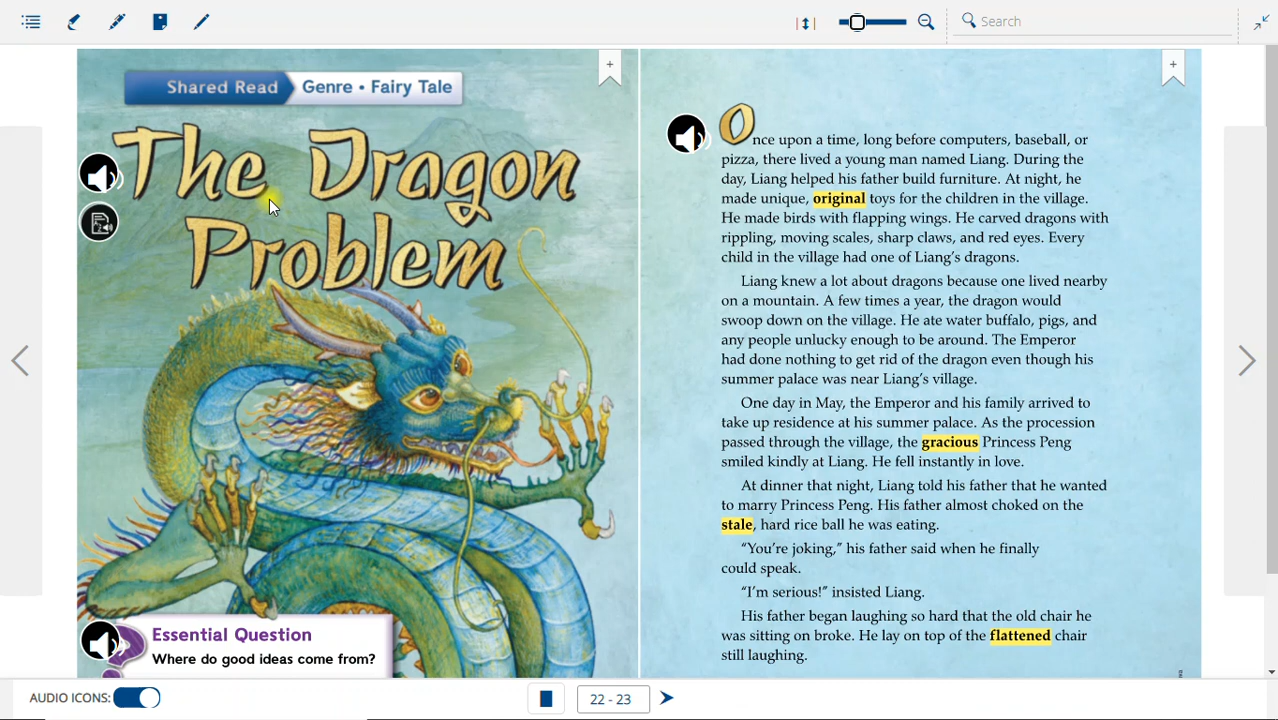 Search
Shared Read
Genre • Fairy Tale
The Dragon
Problem
Essential Question
Where do good ideas come from?
Once upon a time, long before computers, baseball, or
pizza, there lived a young man named Liang. During the
day, Liang helped his father build furniture. At night, he
made unique, original toys for the children in the village.
He made birds with flapping wings. He carved dragons with
rippling, moving scales, sharp claws, and red eyes. Every
child in the village had one of Liang's dragons.
Liang knew a lot about dragons because one lived nearby
on a mountain. A few times a year, the dragon would
swoop down on the village. He ate water buffalo, pigs, and
any people unlucky enough to be around. The Emperor
had done nothing to get rid of the dragon even though his
summer palace was near Liang's village.
One day in May, the Emperor and his family arrived to
take up residence at his summer palace. As the procession
passed through the village, the gracious Princess Peng
smiled kindly at Liang. He fell instantly in love.
At dinner that night, Liang told his father that he wanted
to marry Princess Peng. His father almost choked on the
stale, hard rice ball he was eating.
“You're joking,” his father said when he finally
could speak.
“I'm serious!” insisted Liang.
His father began laughing so hard that the old chair he
was sitting on broke. He lay on top of the flattened chair
still laughing.
AUDIO ICONS:
22 - 23